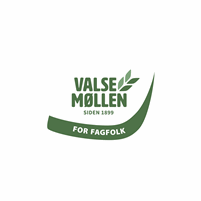 VALSE
MØLLEN
SIDEN 1899
FOR FAGFOLK